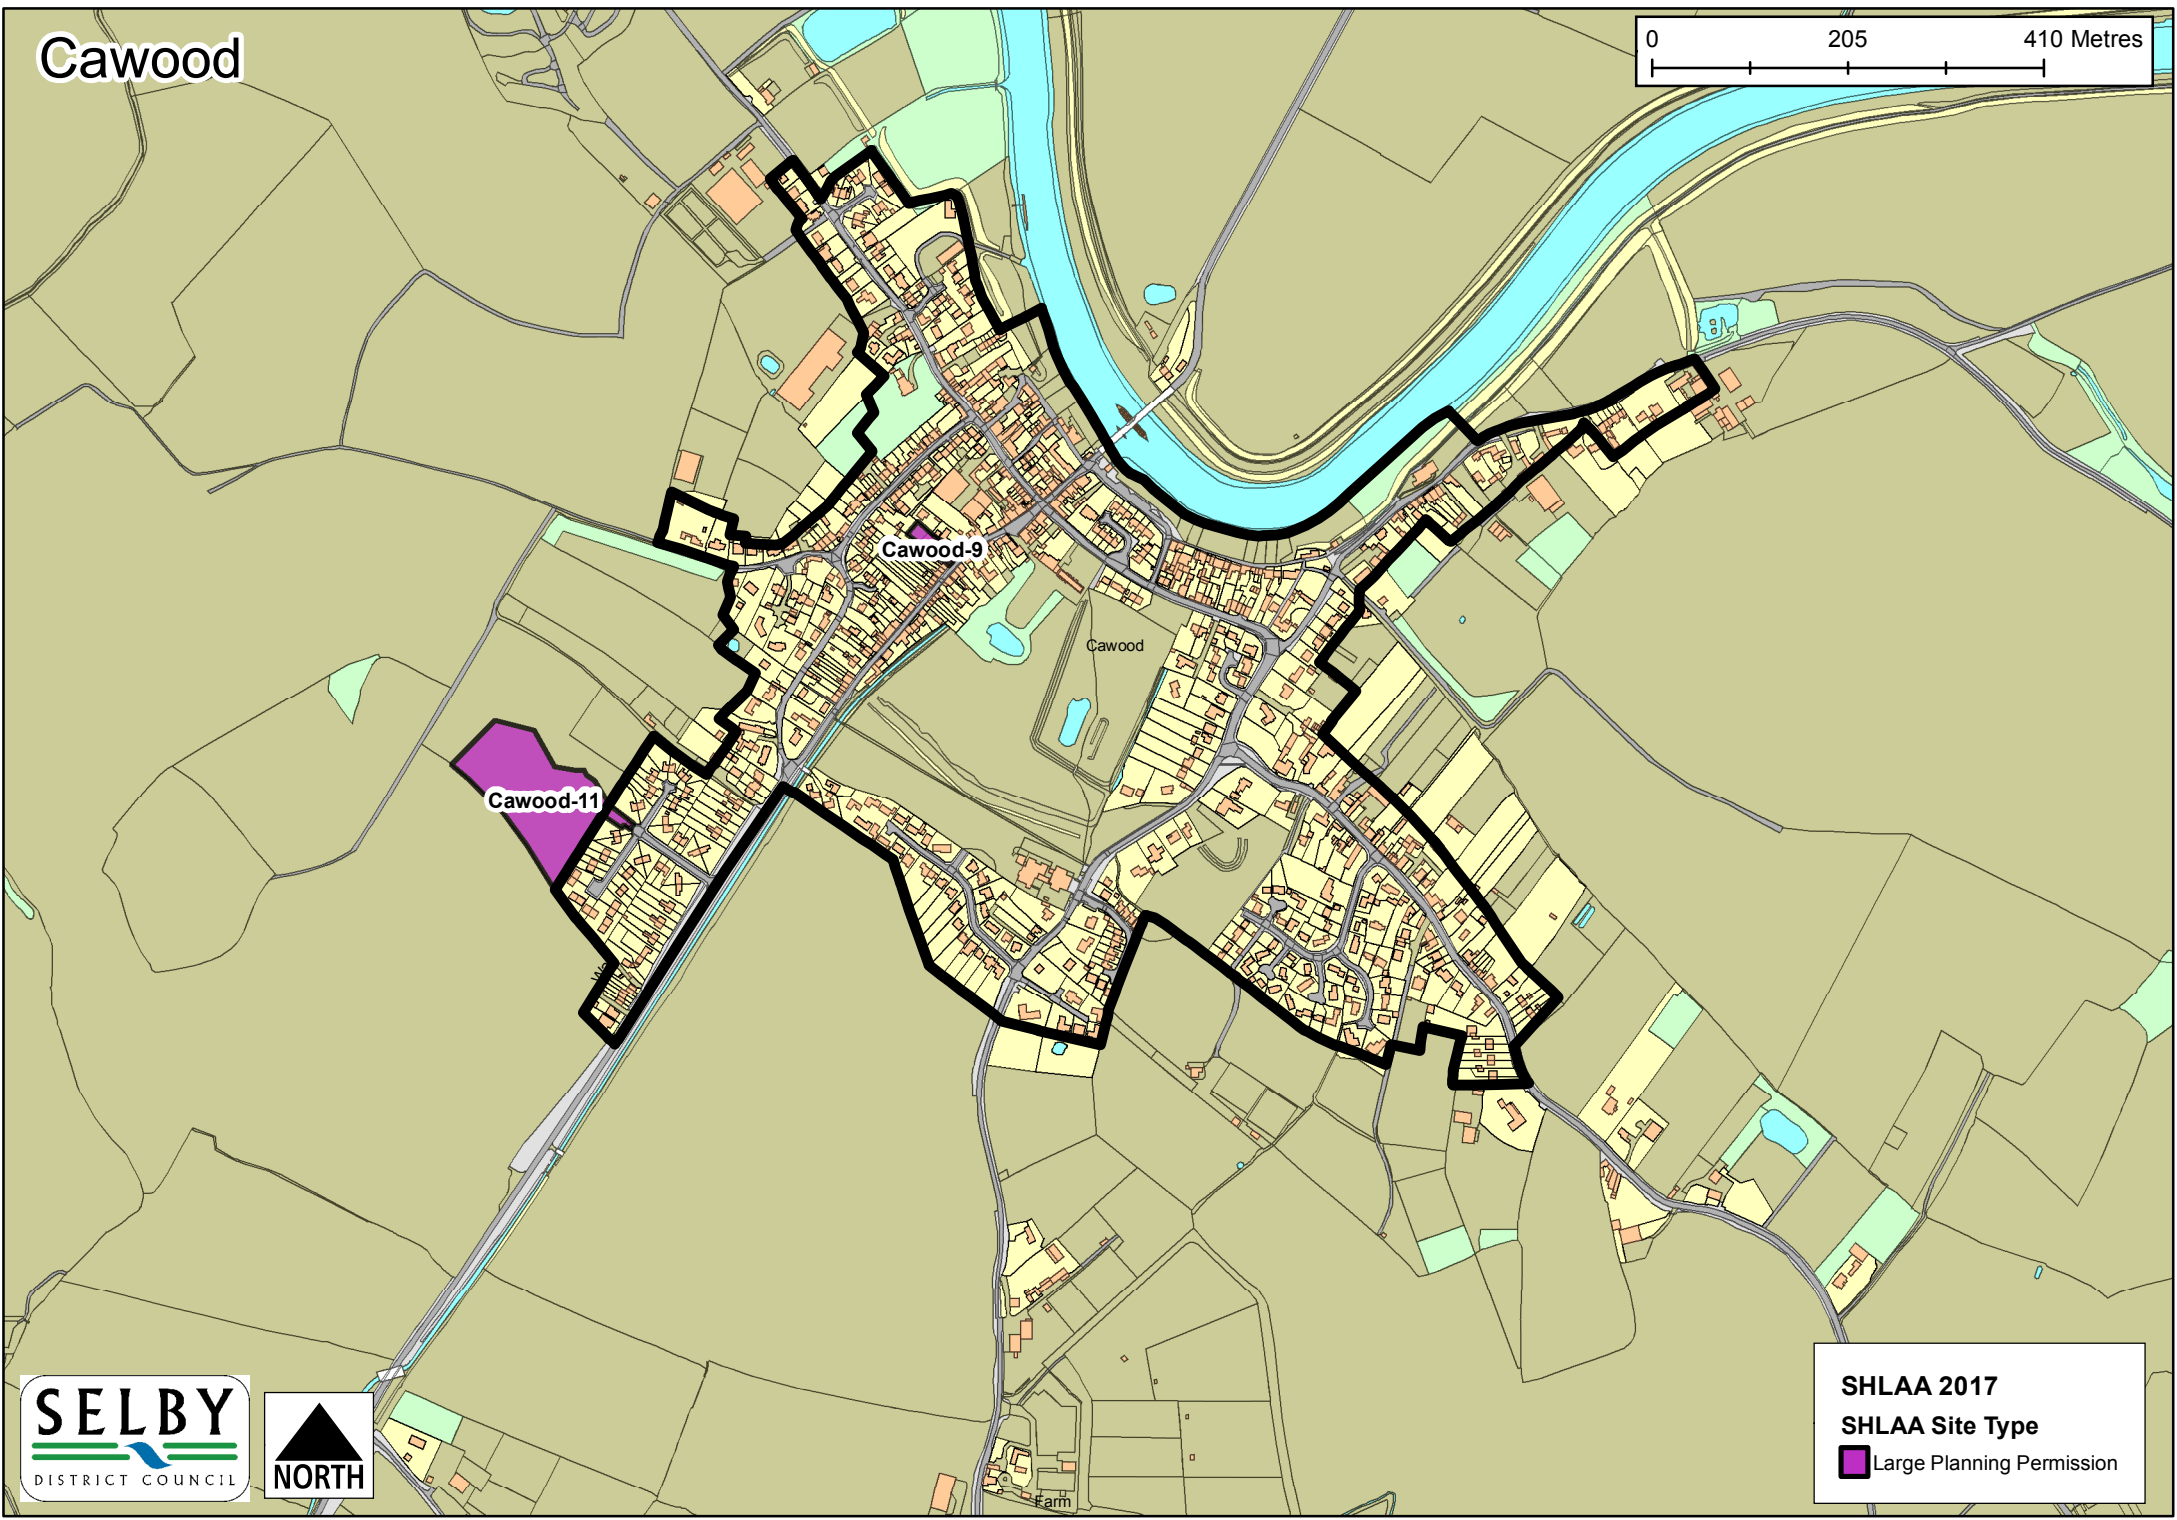 Cawood
0 205 410 Metres
Cawood-9
Cawood
Cawood-11
SELBY
DISTRICT COUNCIL
NORTH
Farm
SHLAA 2017
SHLAA Site Type
Large Planning Permission